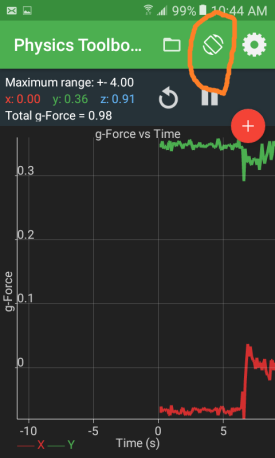 99% 10:44 AM
Physics Toolbo...
Maximum range: +- 4.00
x: 0.00 y: 0.36 z: 0.91
Total g-Force = 0.98
g-Force vs Time
0.3
0.2
0.1
0
g-Force
-10 -5 0 5
X Y Time (s)